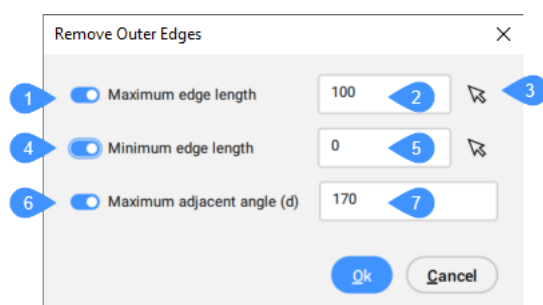 Remove Outer Edges
1 Maximum edge length 100 2 3
4 Minimum edge length 0 5
6 Maximum adjacent angle (d) 170 7
Ok Cancel